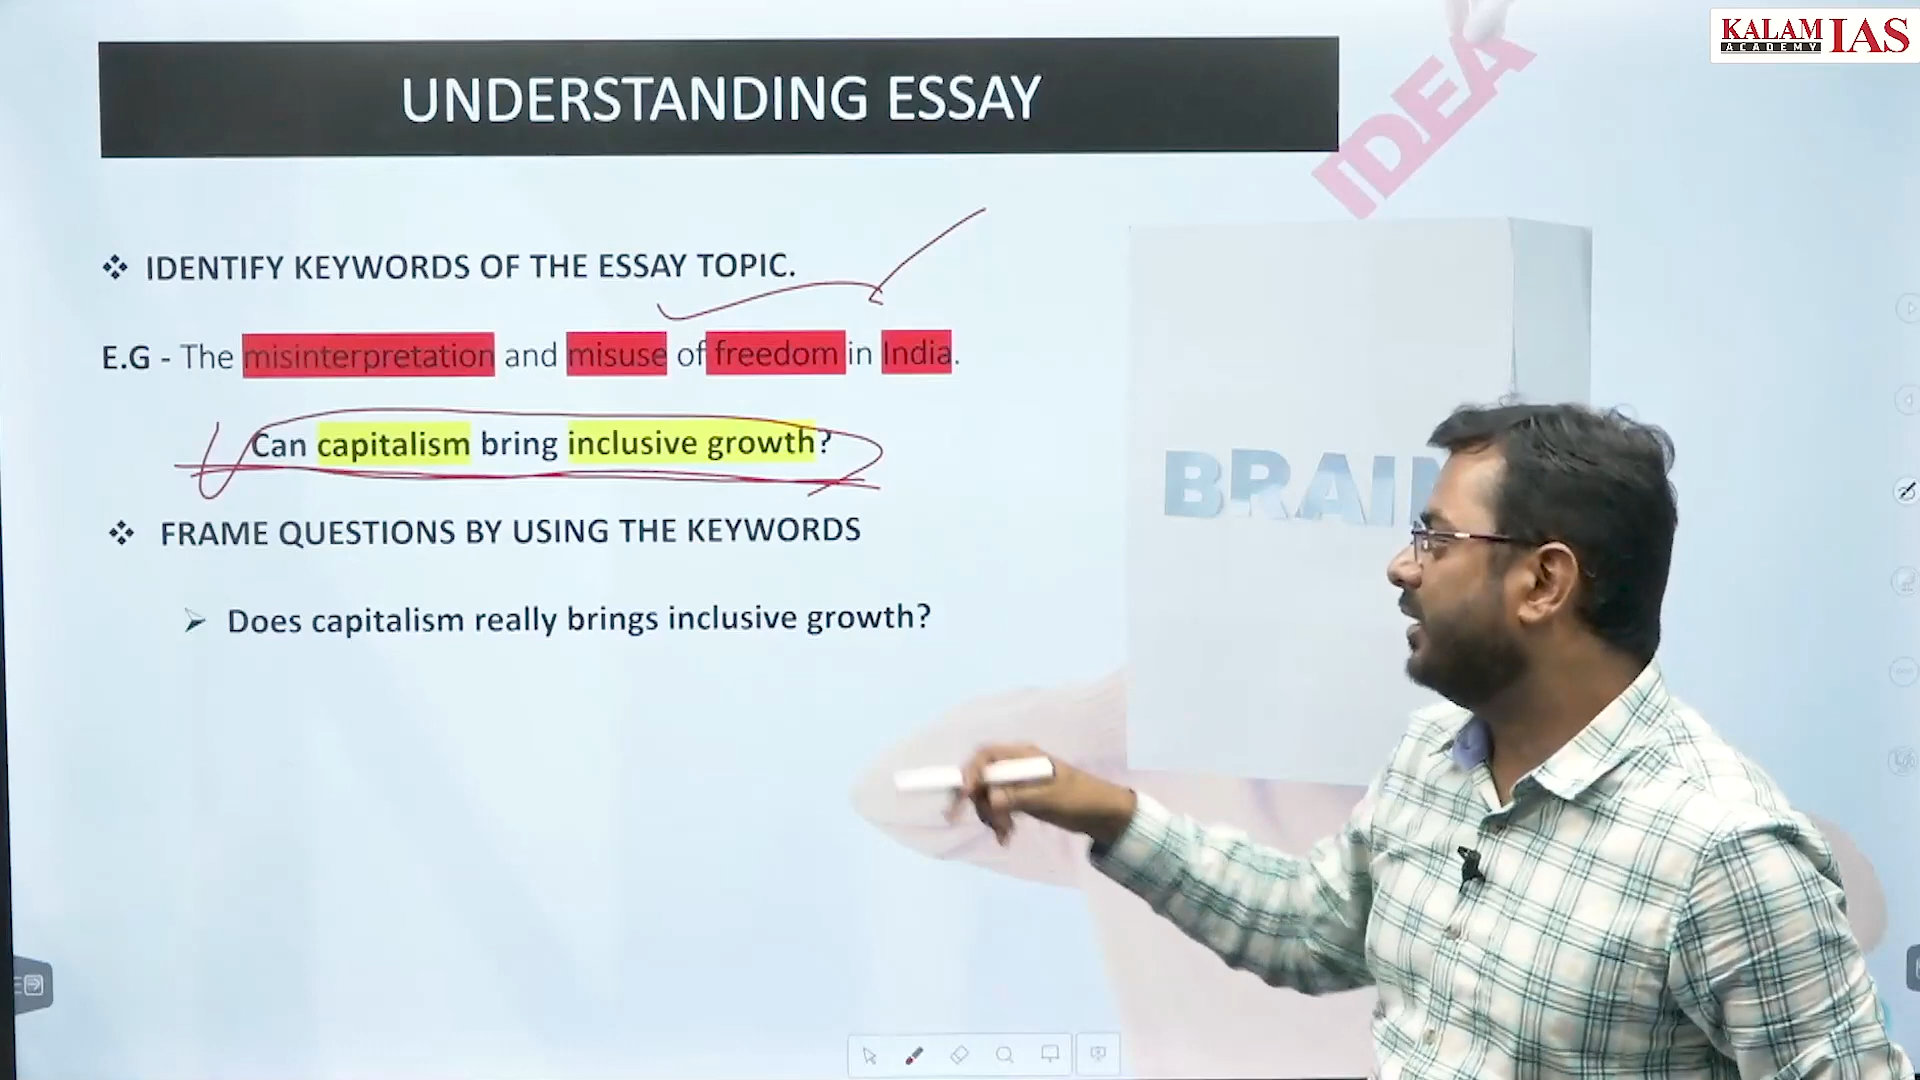 KALAM IAS
ACADEMY
IDEA
UNDERSTANDING ESSAY
❖ IDENTIFY KEYWORDS OF THE ESSAY TOPIC.
E.G - The misinterpretation and misuse of freedom in India.
Can capitalism bring inclusive growth?
BRAIN
❖ FRAME QUESTIONS BY USING THE KEYWORDS
➢ Does capitalism really brings inclusive growth?